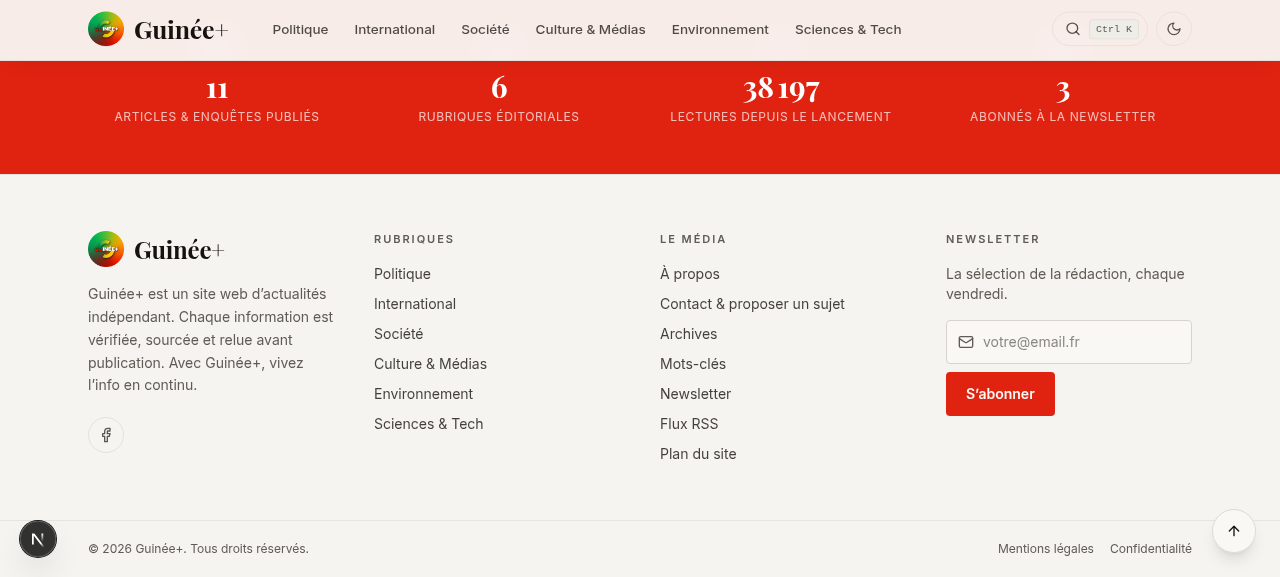 Guinée+
Politique
International
Société
Culture & Médias
Environnement
Sciences & Tech
Ctrl K
11
ARTICLES & ENQUÊTES PUBLIÉS
6
RUBRIQUES ÉDITORIALES
38 197
LECTURES DEPUIS LE LANCEMENT
3
ABONNÉS À LA NEWSLETTER
Guinée+
Guinée+ est un site web d’actualités
indépendant. Chaque information est
vérifiée, sourcée et relue avant
publication. Avec Guinée+, vivez
l’info en continu.
RUBRIQUES
Politique
International
Société
Culture & Médias
Environnement
Sciences & Tech
LE MÉDIA
À propos
Contact & proposer un sujet
Archives
Mots-clés
Newsletter
Flux RSS
Plan du site
NEWSLETTER
La sélection de la rédaction, chaque
vendredi.
votre@email.fr
S’abonner
© 2026 Guinée+. Tous droits réservés.
Mentions légales
Confidentialité